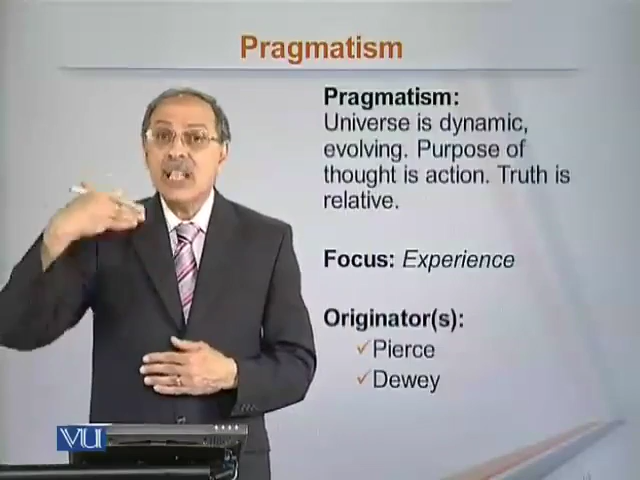 Pragmatism
Pragmatism:
Universe is dynamic,
evolving. Purpose of
thought is action. Truth is
relative.
Focus: Experience
Originator(s):
✓Pierce
✓Dewey
VU